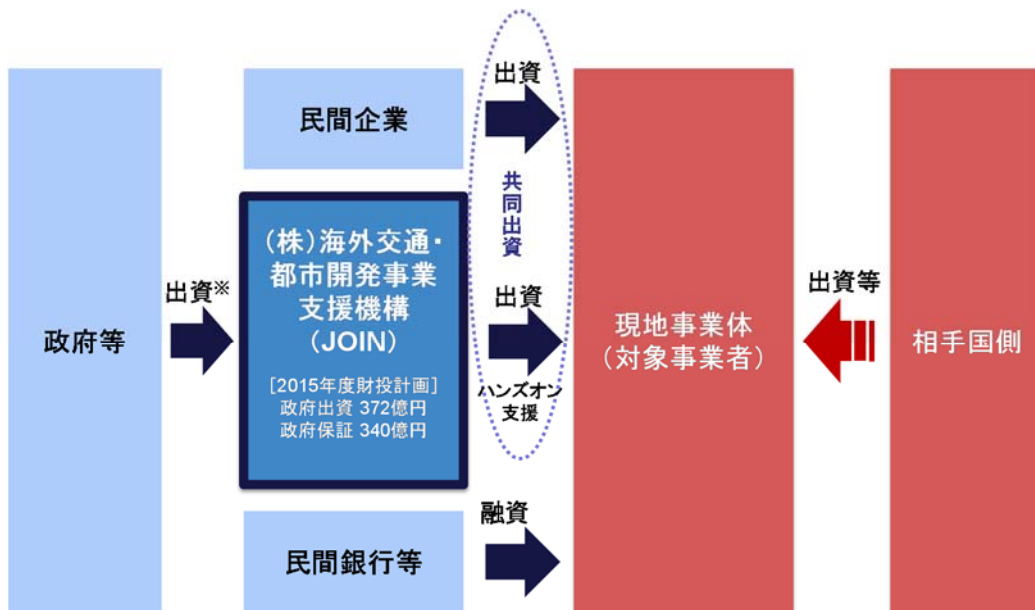 政府等
出資※
民間企業
(株)海外交通・
都市開発事業
支援機構
(JOIN)
[2015年度財投計画]
政府出資 372億円
政府保証 340億円
民間銀行等
出資
共同出資
出資
ハンズオン
支援
融資
現地事業体
(対象事業者)
出資等
相手国側